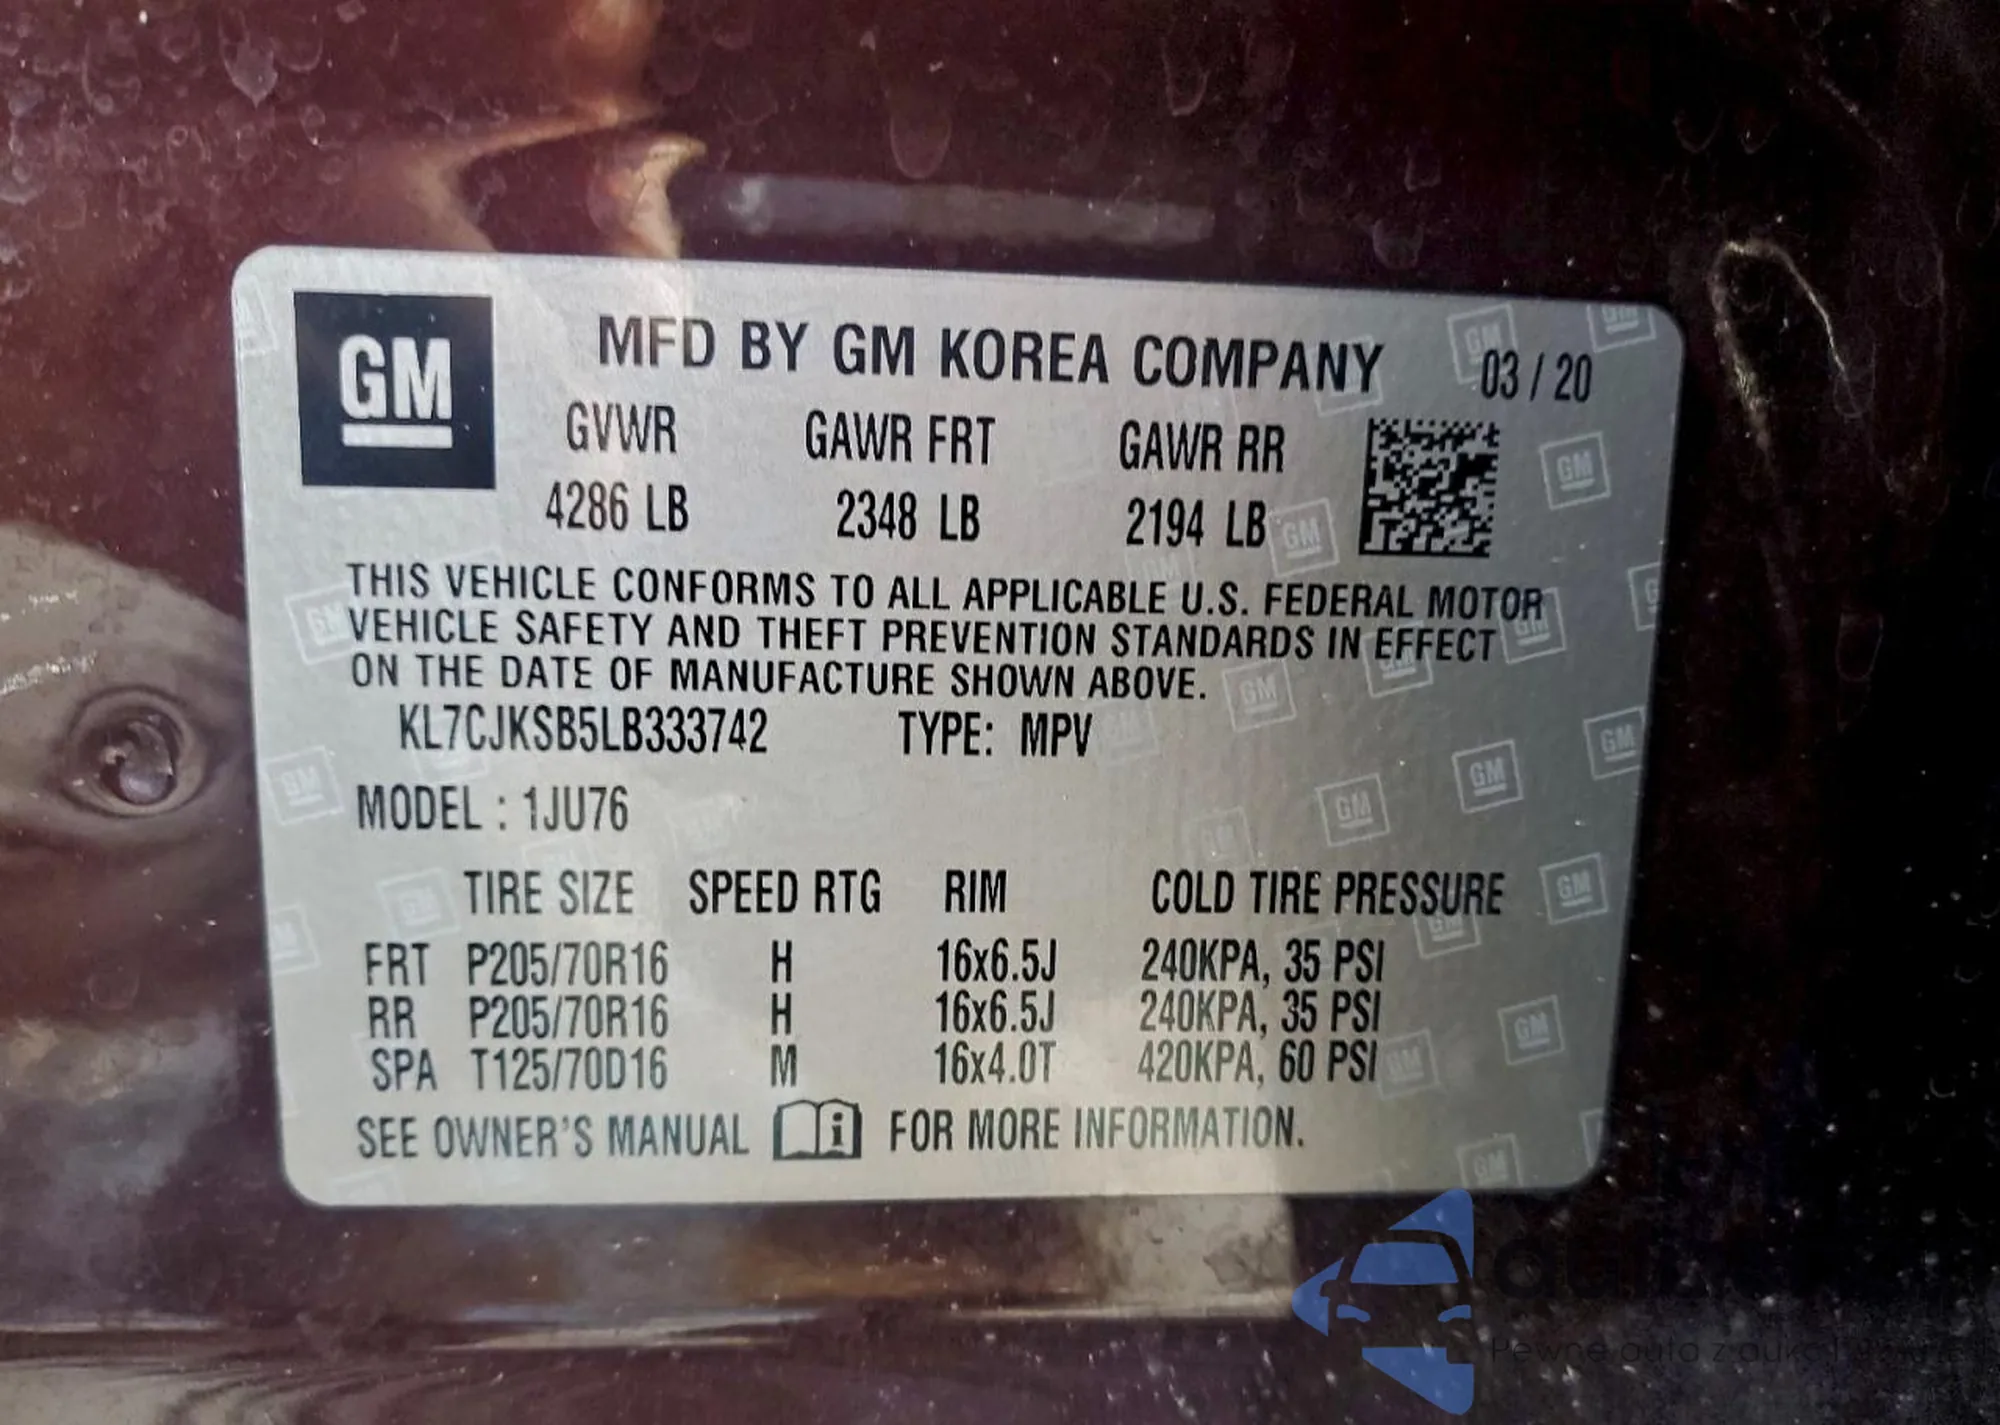 GM
MFD BY GM KOREA COMPANY 03 / 20
GVWR GAWR FRT GAWR RR
4286 LB 2348 LB 2194 LB
THIS VEHICLE CONFORMS TO ALL APPLICABLE U.S. FEDERAL MOTOR
VEHICLE SAFETY AND THEFT PREVENTION STANDARDS IN EFFECT
ON THE DATE OF MANUFACTURE SHOWN ABOVE.
KL7CJKSB5LB333742 TYPE: MPV
MODEL : 1JU76
TIRE SIZE SPEED RTG RIM COLD TIRE PRESSURE
FRT P205/70R16 H 16x6.5J 240KPA, 35 PSI
RR P205/70R16 H 16x6.5J 240KPA, 35 PSI
SPA T125/70D16 M 16x4.0T 420KPA, 60 PSI
SEE OWNER'S MANUAL i FOR MORE INFORMATION.
Pewne auta z